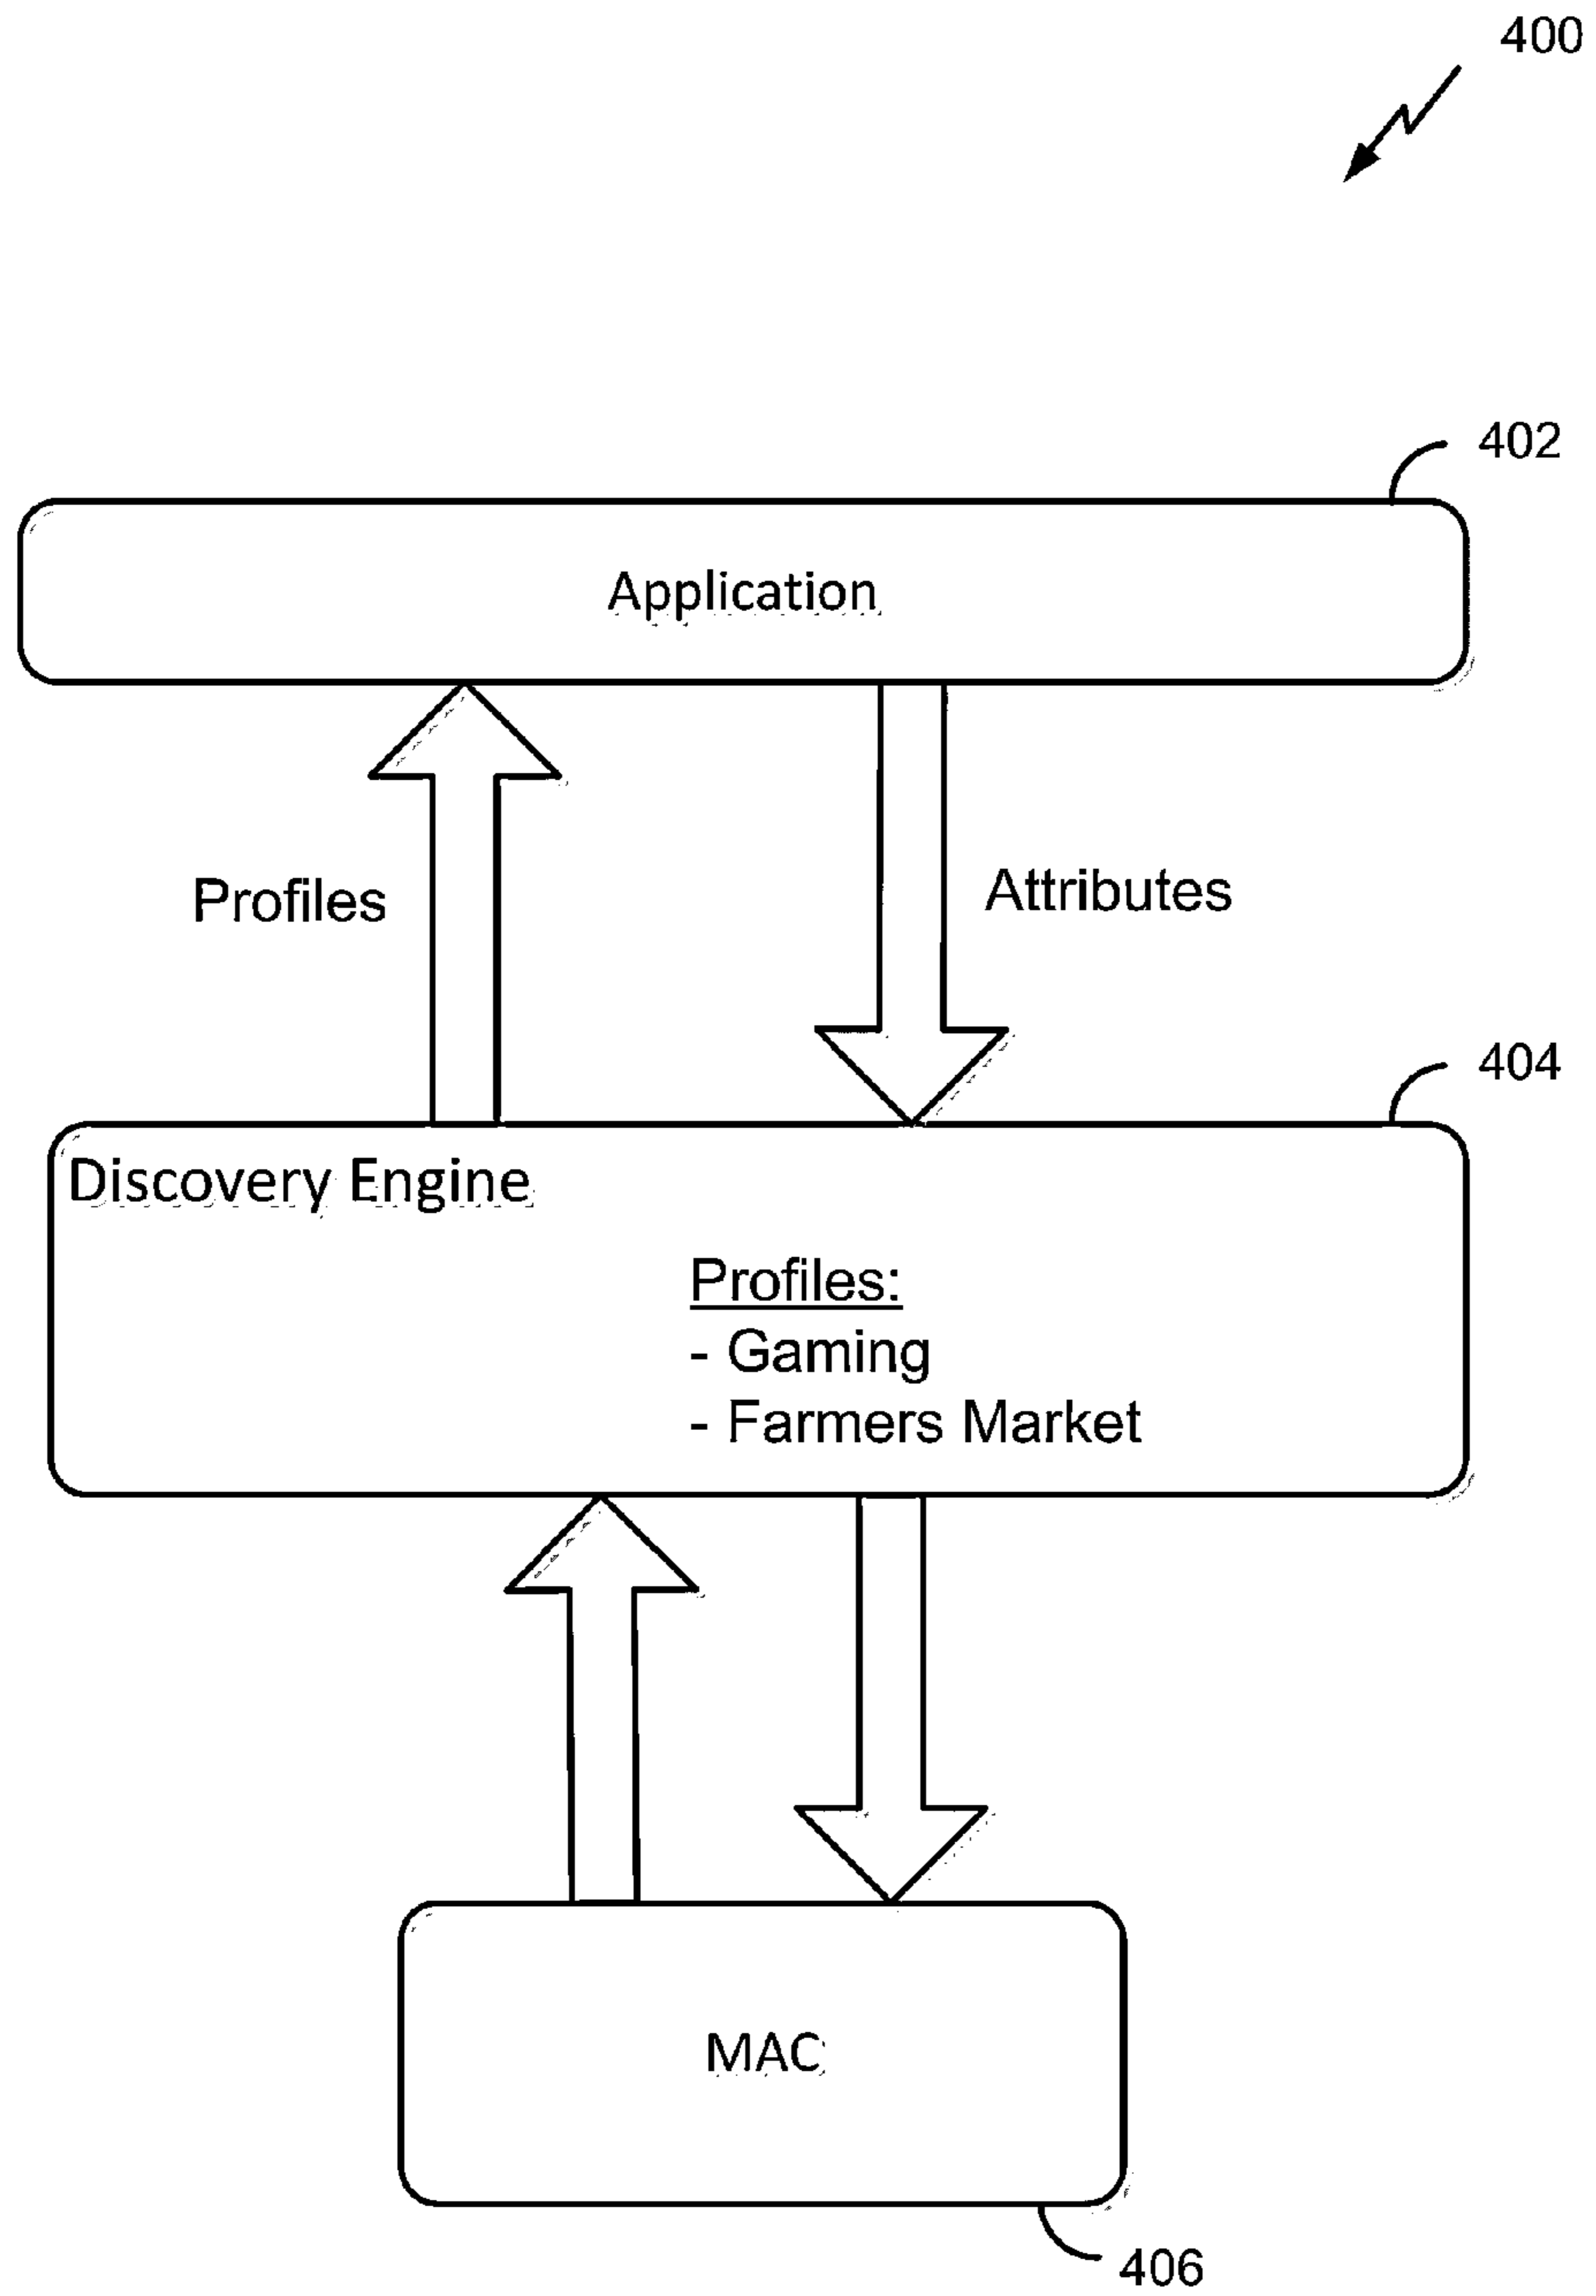 400
402
Application
Profiles
Attributes
404
Discovery Engine
Profiles:
- Gaming
- Farmers Market
MAC
406